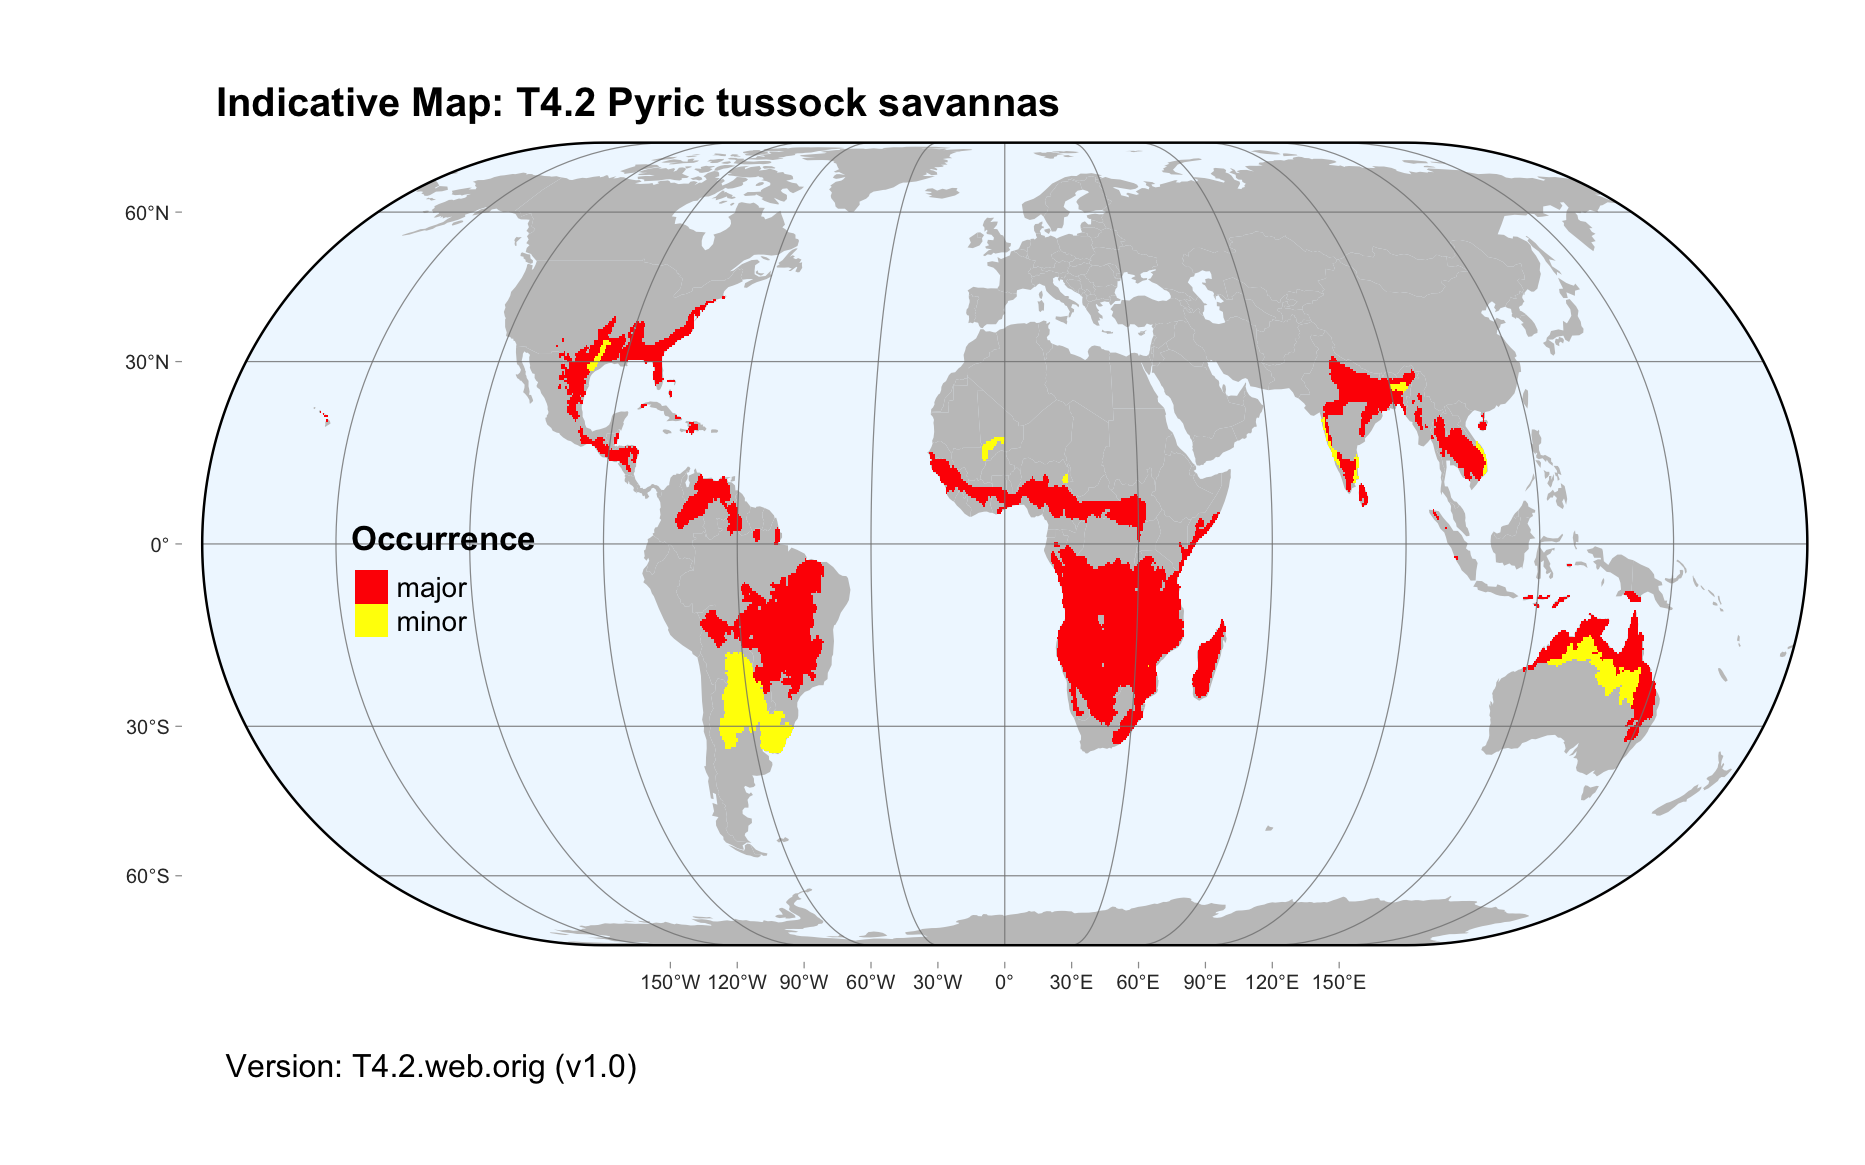 Indicative Map: T4.2 Pyric tussock savannas
60°N
30°N
0°
30°S
60°S
Occurrence
major
minor
150°W 120°W 90°W 60°W 30°W 0° 30°E 60°E 90°E 120°E 150°E
Version: T4.2.web.orig (v1.0)